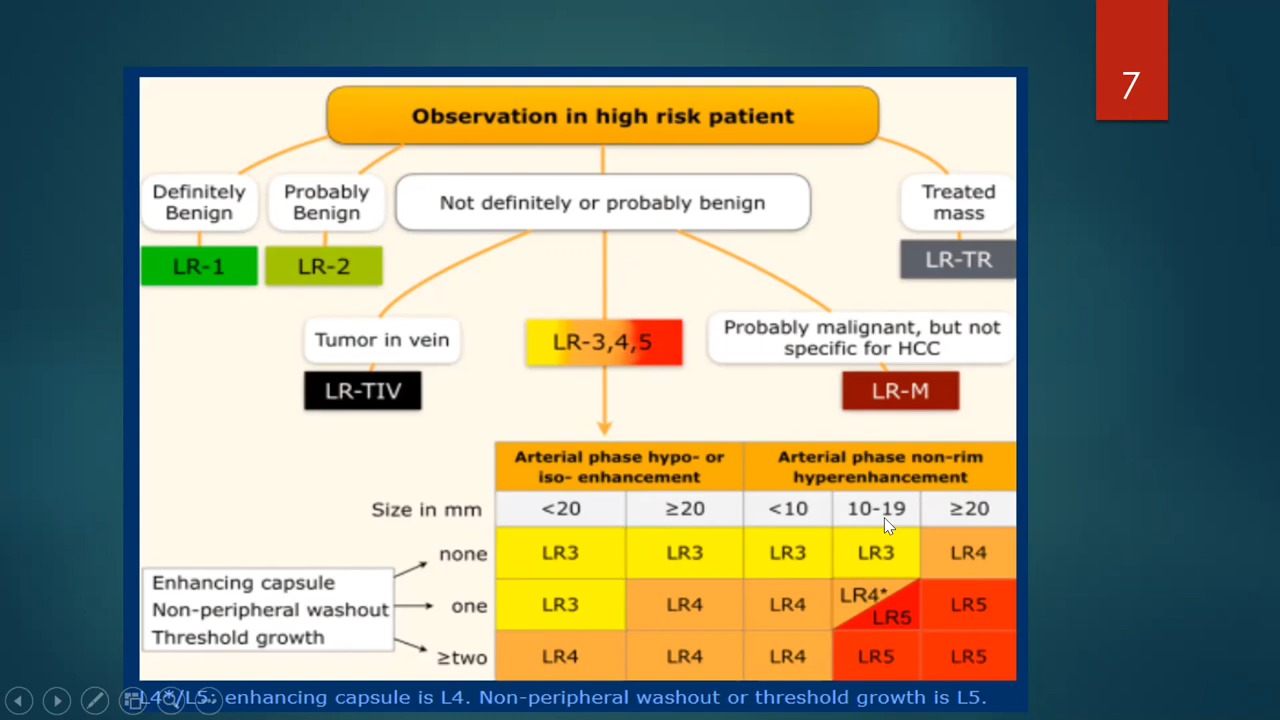 7
Observation in high risk patient
Definitely
Benign
Probably
Benign
Not definitely or probably benign
Treated
mass
LR-1
LR-2
LR-TR
Tumor in vein
LR-3,4,5
Probably malignant, but not
specific for HCC
LR-TIV
LR-M
Arterial phase hypo- or
iso- enhancement
Arterial phase non-rim
hyperenhancement
Size in mm <20 ≥20 <10 10-19 ≥20
none LR3 LR3 LR3 LR3 LR4
Enhancing capsule
Non-peripheral washout
Threshold growth
one LR3 LR4 LR4 LR4* LR5 LR5
≥two LR4 LR4 LR4 LR5 LR5
L4*/L5: enhancing capsule is L4. Non-peripheral washout or threshold growth is L5.